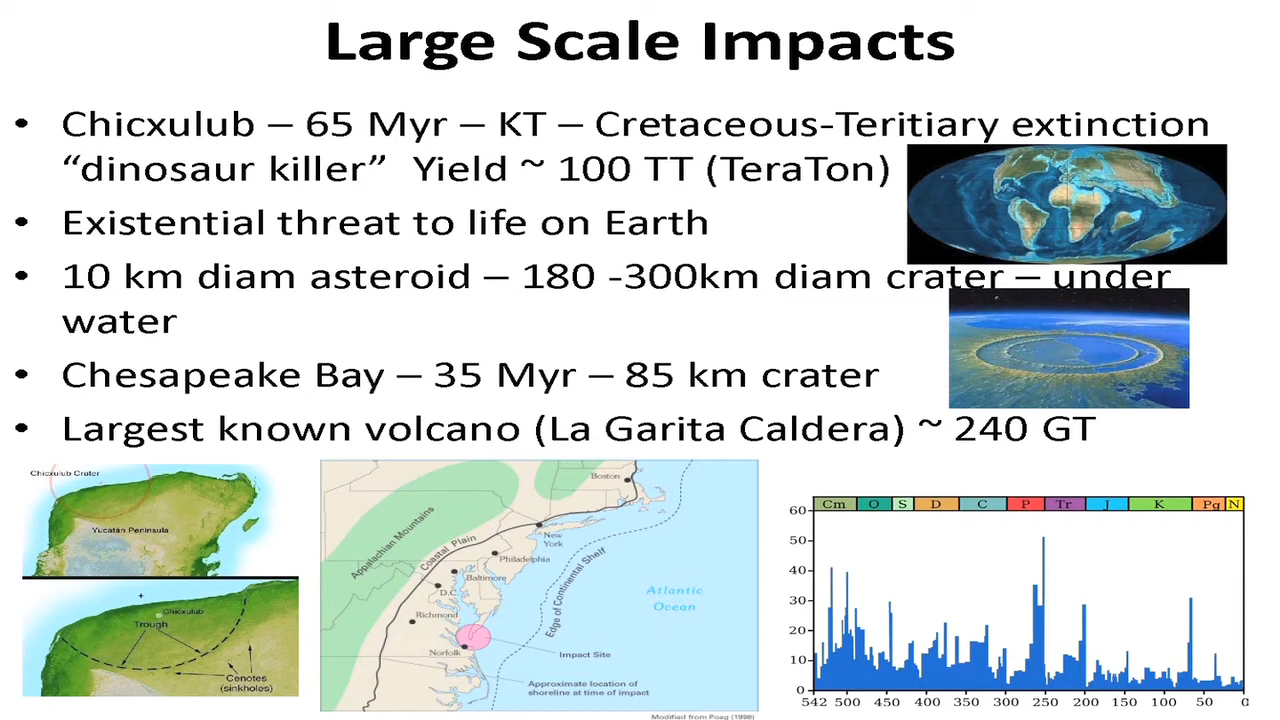 Large Scale Impacts
• Chicxulub – 65 Myr – KT – Cretaceous-Teritiary extinction
“dinosaur killer” Yield ~ 100 TT (TeraTon)
• Existential threat to life on Earth
• 10 km diam asteroid – 180 -300km diam crater – under
water
• Chesapeake Bay – 35 Myr – 85 km crater
• Largest known volcano (La Garita Caldera) ~ 240 GT
Chicxulub Crater
Yucatán Peninsula
Chicxulub
Trough
Cenotes
(sinkholes)
Boston
Appalachian Mountains
Coastal Plain
New
York
Philadelphia
Baltimore
D.C.
Edge of Continental Shelf
Atlantic
Ocean
Richmond
Norfolk
Impact Site
Approximate location of
shoreline at time of impact
Modified from Poag (1998)
Cm O S D C P Tr J K Pg N
60
50
40
30
20
10
0
542 500 450 400 350 300 250 200 150 100 50 0